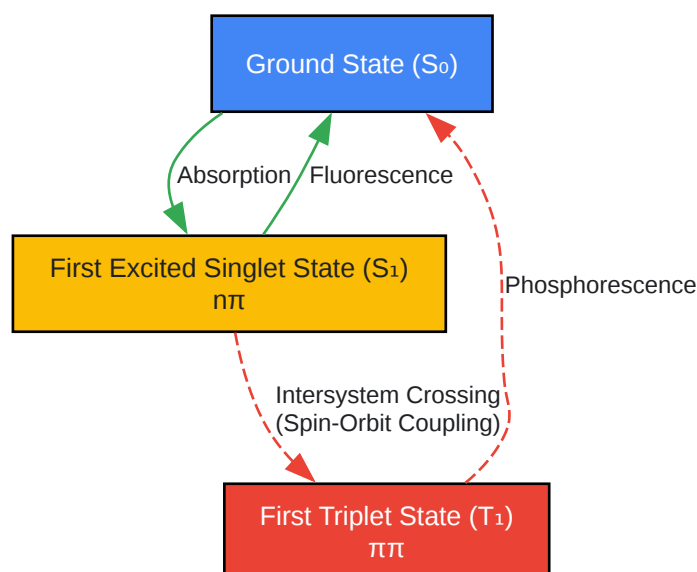 Ground State (S₀)
Absorption
Fluorescence
First Excited Singlet State (S₁)
nπ
Phosphorescence
Intersystem Crossing
(Spin-Orbit Coupling)
First Triplet State (T₁)
ππ